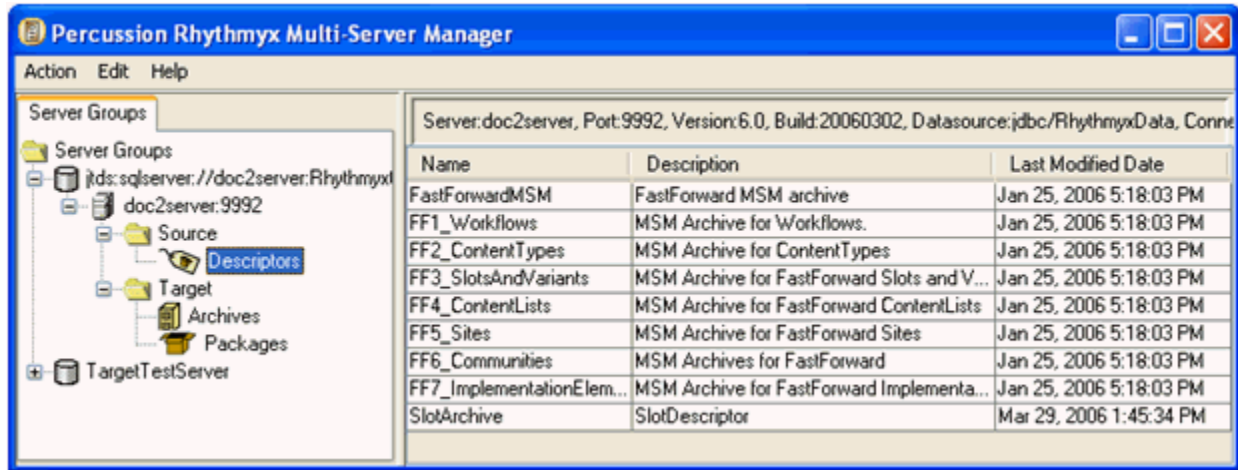 Percussion Rhythmyx Multi-Server Manager
Action Edit Help
Server Groups
Server Groups
jtds:sqlserver://doc2server:Rhythmyx
doc2server:9992
Source
Descriptors
Target
Archives
Packages
TargetTestServer
Server:doc2server, Port:9992, Version:6.0, Build:20060302, Datasource:jdbc/RhythmyxData, Conne
Name Description Last Modified Date
FastForwardMSM FastForward MSM archive Jan 25, 2006 5:18:03 PM
FF1_Workflows MSM Archive for Workflows. Jan 25, 2006 5:18:03 PM
FF2_ContentTypes MSM Archive for ContentTypes Jan 25, 2006 5:18:03 PM
FF3_SlotsAndVariants MSM Archive for FastForward Slots and V... Jan 25, 2006 5:18:03 PM
FF4_ContentLists MSM Archive for FastForward ContentLists Jan 25, 2006 5:18:03 PM
FF5_Sites MSM Archive for FastForward Sites Jan 25, 2006 5:18:03 PM
FF6_Communities MSM Archives for FastForward Jan 25, 2006 5:18:03 PM
FF7_ImplementationElem... MSM Archive for FastForward Implementa... Jan 25, 2006 5:18:03 PM
SlotArchive SlotDescriptor Mar 29, 2006 1:45:34 PM